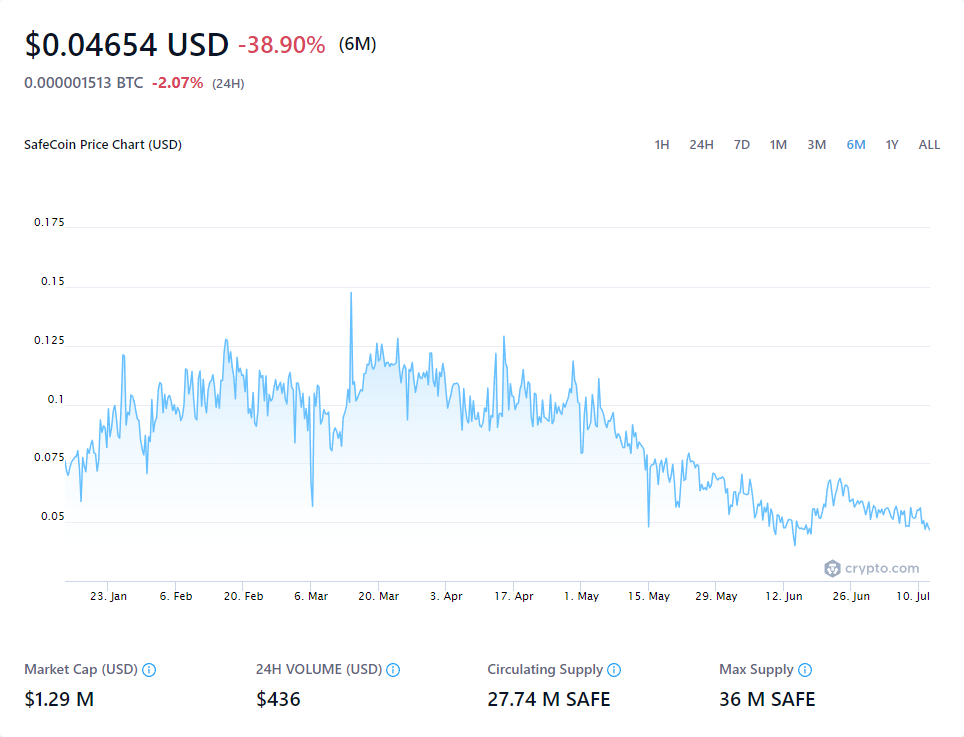 $0.04654 USD -38.90% (6M)
0.000001513 BTC -2.07% (24H)
SafeCoin Price Chart (USD) 1H 24H 7D 1M 3M 6M 1Y ALL
0.175
0.15
0.125
0.1
0.075
0.05
crypto.com
23. Jan 6. Feb 20. Feb 6. Mar 20. Mar 3. Apr 17. Apr 1. May 15. May 29. May 12. Jun 26. Jun 10. Jul
Market Cap (USD) 24H VOLUME (USD) Circulating Supply Max Supply
$1.29 M $436 27.74 M SAFE 36 M SAFE